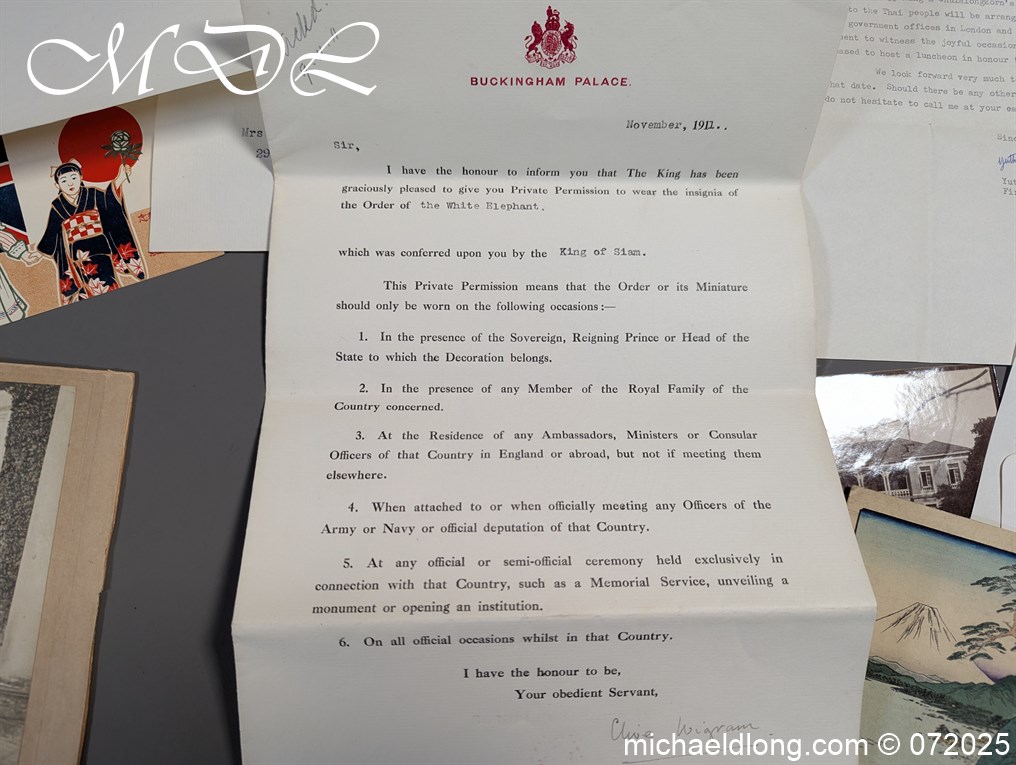 MDL
BUCKINGHAM PALACE.
November, 1911..
Sir,
I have the honour to inform you that The King has been
graciously pleased to give you Private Permission to wear the insignia of
the Order of the White Elephant.
which was conferred upon you by the King of Siam.
This Private Permission means that the Order or its Miniature
should only be worn on the following occasions :—
1. In the presence of the Sovereign, Reigning Prince or Head of the
State to which the Decoration belongs.
2. In the presence of any Member of the Royal Family of the
Country concerned.
3. At the Residence of any Ambassadors, Ministers or Consular
Officers of that Country in England or abroad, but not if meeting them
elsewhere.
4. When attached to or when officially meeting any Officers of the
Army or Navy or official deputation of that Country.
5. At any official or semi-official ceremony held exclusively in
connection with that Country, such as a Memorial Service, unveiling a
monument or opening an institution.
6. On all official occasions whilst in that Country.
I have the honour to be,
Your obedient Servant,
Clive Wigram
Mrs
29
to the Thai people will be arrang
government offices in London and
ent to witness the joyful occasio
ased to host a luncheon in honour
We look forward very much t
hat date. Should there be any other
do not hesitate to call me at your ea
Sinc
Yut
Fir
michaeldlong.com © 072025